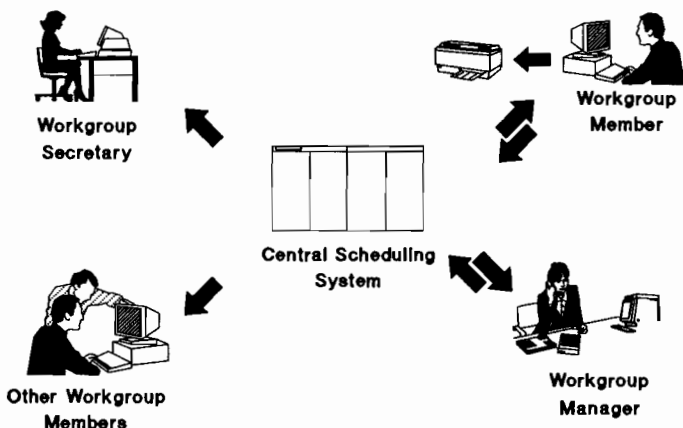 Workgroup
Secretary
Workgroup
Member
Central Scheduling
System
Other Workgroup
Members
Workgroup
Manager